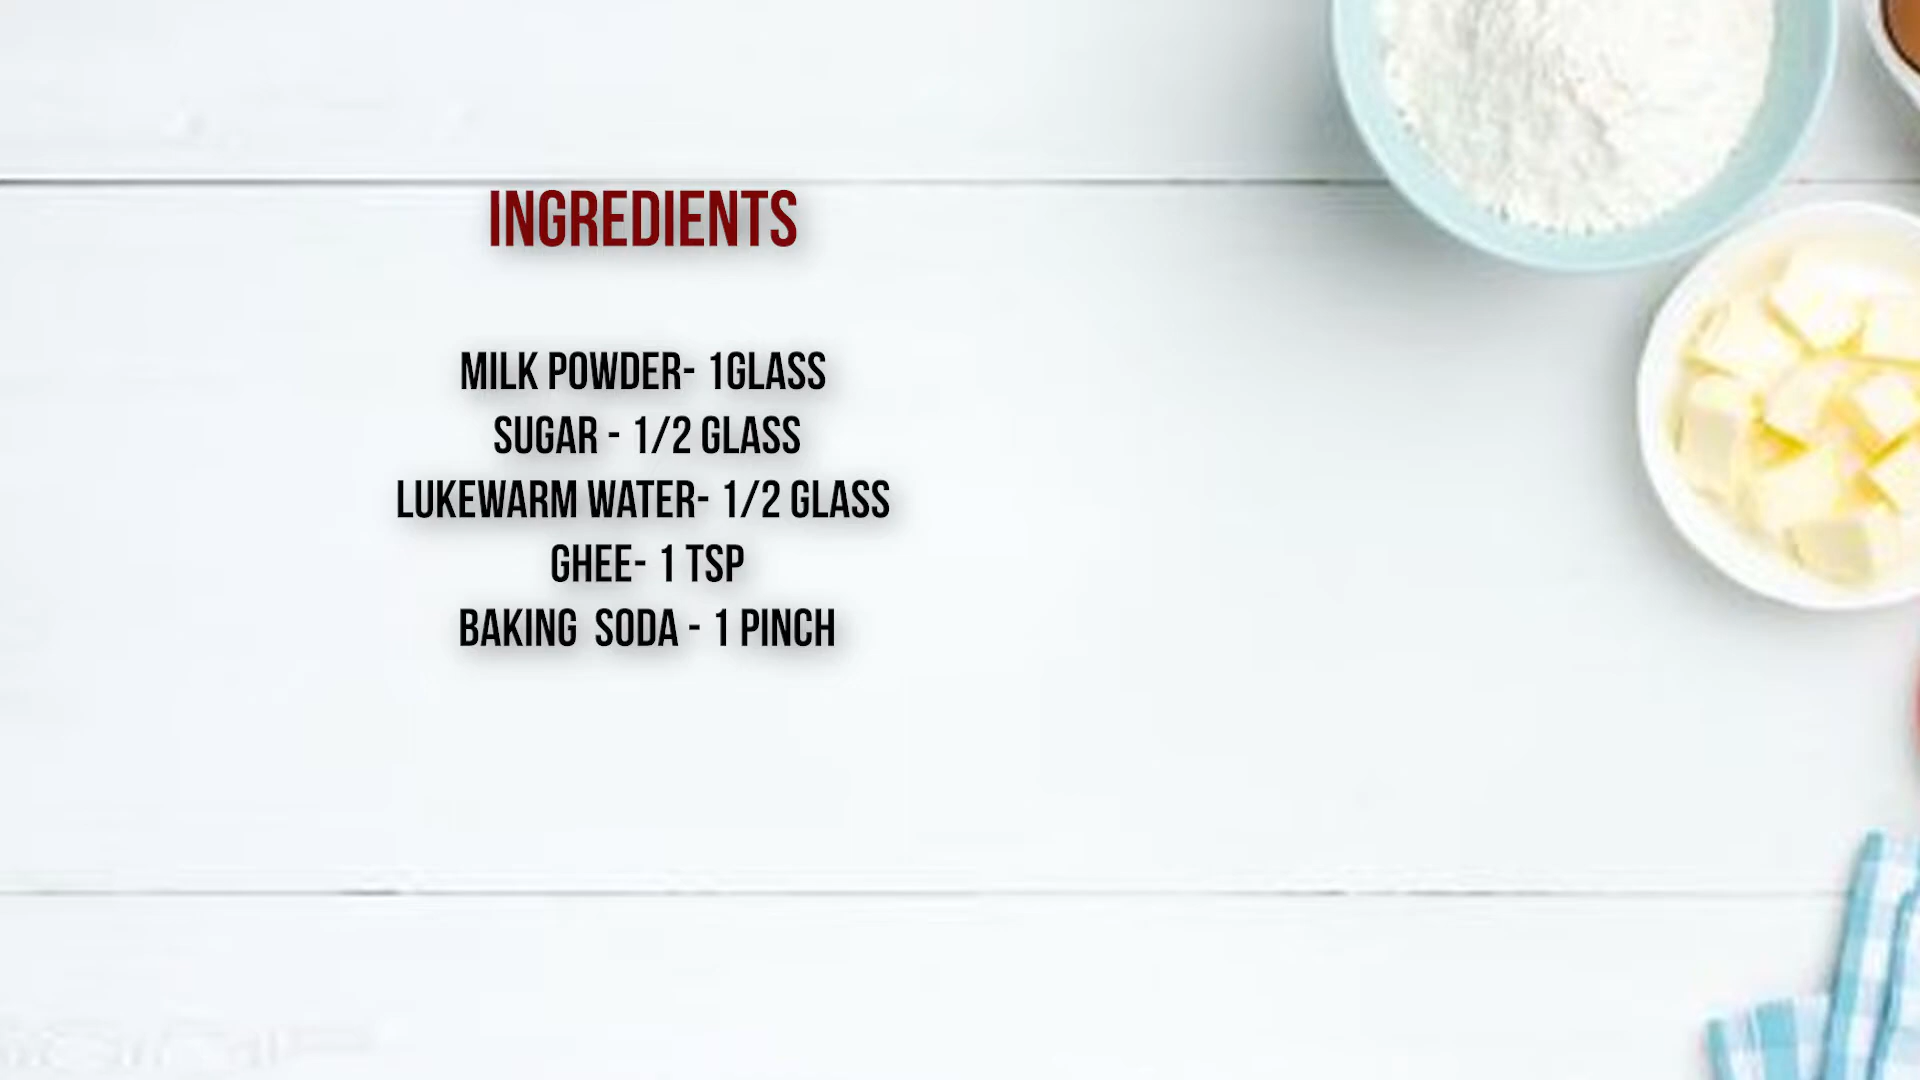 INGREDIENTS
MILK POWDER- 1GLASS
SUGAR - 1/2 GLASS
LUKEWARM WATER- 1/2 GLASS
GHEE- 1 TSP
BAKING  SODA - 1 PINCH